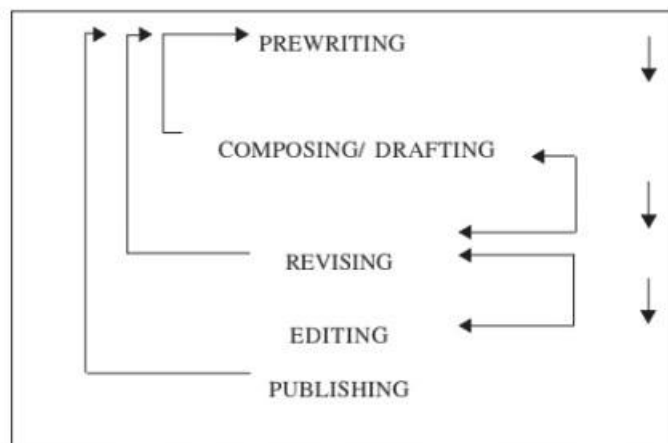 PREWRITING
COMPOSING/ DRAFTING
REVISING
EDITING
PUBLISHING